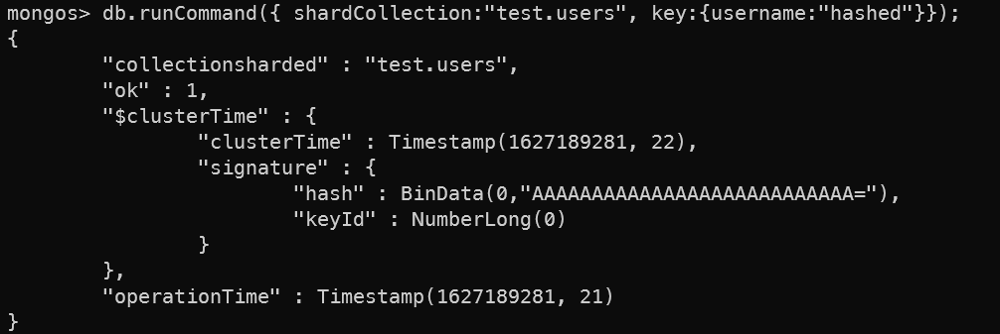 mongos> db.runCommand({ shardCollection:"test.users", key:{username:"hashed"}});
{
        "collectionsharded" : "test.users",
        "ok" : 1,
        "$clusterTime" : {
                "clusterTime" : Timestamp(1627189281, 22),
                "signature" : {
                        "hash" : BinData(0,"AAAAAAAAAAAAAAAAAAAAAAAAAAA="),
                        "keyId" : NumberLong(0)
                }
        },
        "operationTime" : Timestamp(1627189281, 21)
}